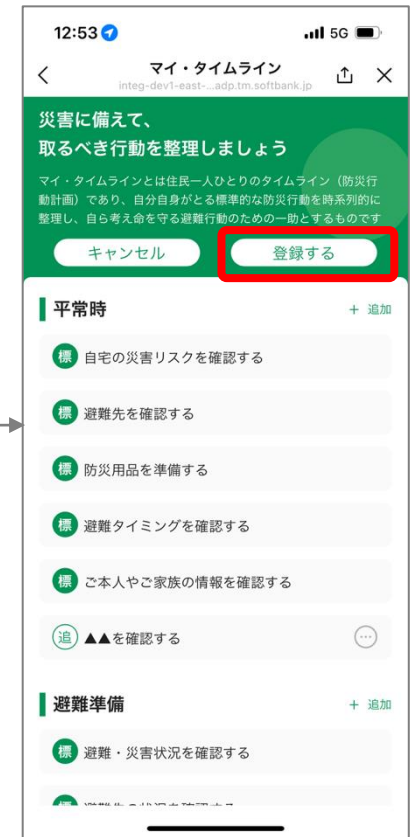 12:53
5G
マイ・タイムライン
integ-dev1-east-...adp.tm.softbank.jp
災害に備えて、
取るべき行動を整理しましょう
マイ・タイムラインとは住民一人ひとりのタイムライン（防災行
動計画）であり、自分自身がとる標準的な防災行動を時系列的に
整理し、自ら考え命を守る避難行動のための一助とするものです
キャンセル 登録する
平常時 + 追加
標 自宅の災害リスクを確認する
標 避難先を確認する
標 防災用品を準備する
標 避難タイミングを確認する
標 ご本人やご家族の情報を確認する
追 ▲▲を確認する
避難準備 + 追加
標 避難・災害状況を確認する